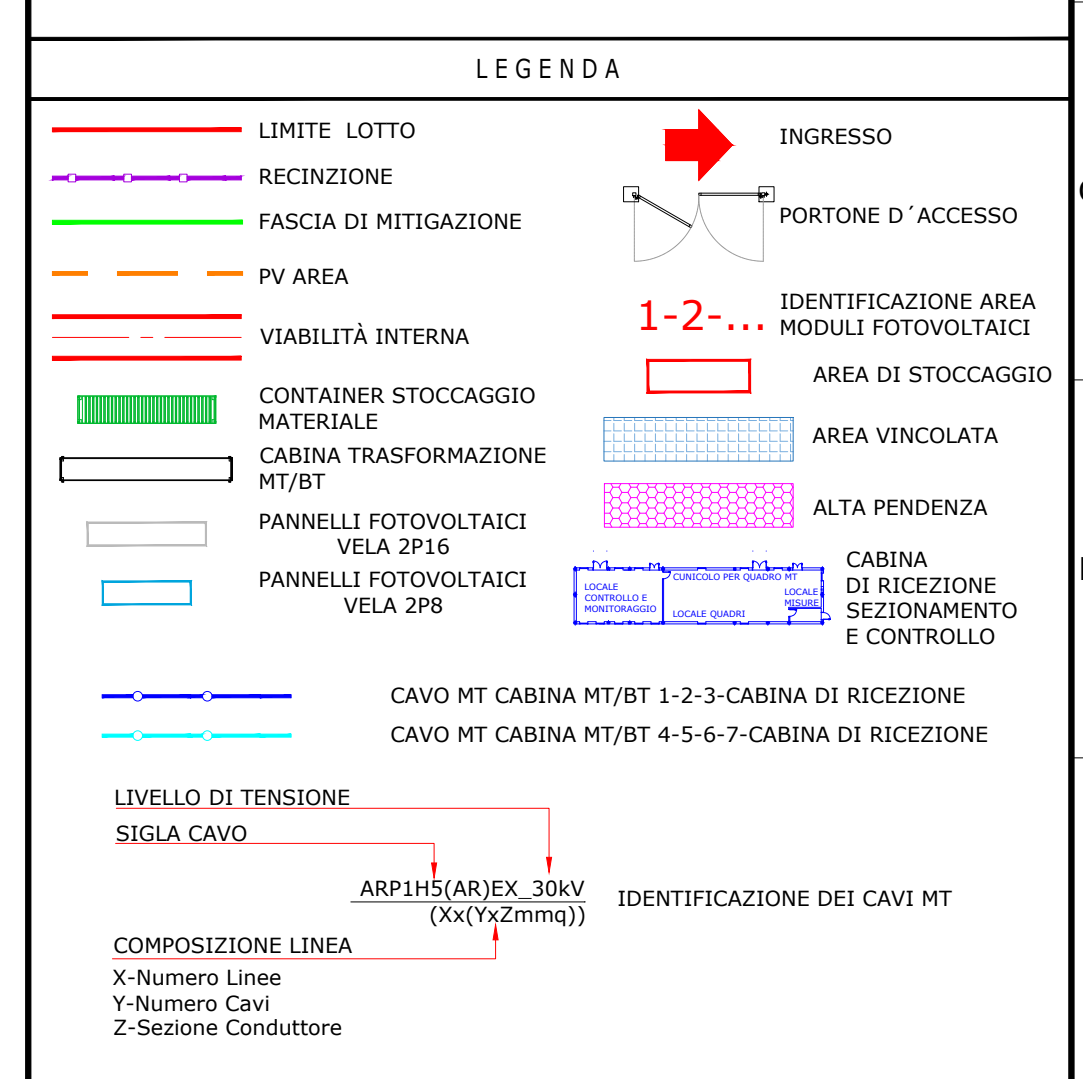 LEGENDA
LIMITE LOTTO
RECINZIONE
FASCIA DI MITIGAZIONE
PV AREA
VIABILITÀ INTERNA
CONTAINER STOCCAGGIO
MATERIALE
CABINA TRASFORMAZIONE
MT/BT
PANNELLI FOTOVOLTAICI
VELA 2P16
PANNELLI FOTOVOLTAICI
VELA 2P8
INGRESSO
PORTONE D´ACCESSO
1-2-...
IDENTIFICAZIONE AREA
MODULI FOTOVOLTAICI
AREA DI STOCCAGGIO
AREA VINCOLATA
ALTA PENDENZA
LOCALE
CONTROLLO E
MONITORAGGIO
CUNICOLO PER QUADRO MT
LOCALE QUADRI
LOCALE
MISURE
CABINA
DI RICEZIONE
SEZIONAMENTO
E CONTROLLO
CAVO MT CABINA MT/BT 1-2-3-CABINA DI RICEZIONE
CAVO MT CABINA MT/BT 4-5-6-7-CABINA DI RICEZIONE
LIVELLO DI TENSIONE
SIGLA CAVO
ARP1H5(AR)EX_30kV
(Xx(YxZmmq))
IDENTIFICAZIONE DEI CAVI MT
COMPOSIZIONE LINEA
X-Numero Linee
Y-Numero Cavi
Z-Sezione Conduttore